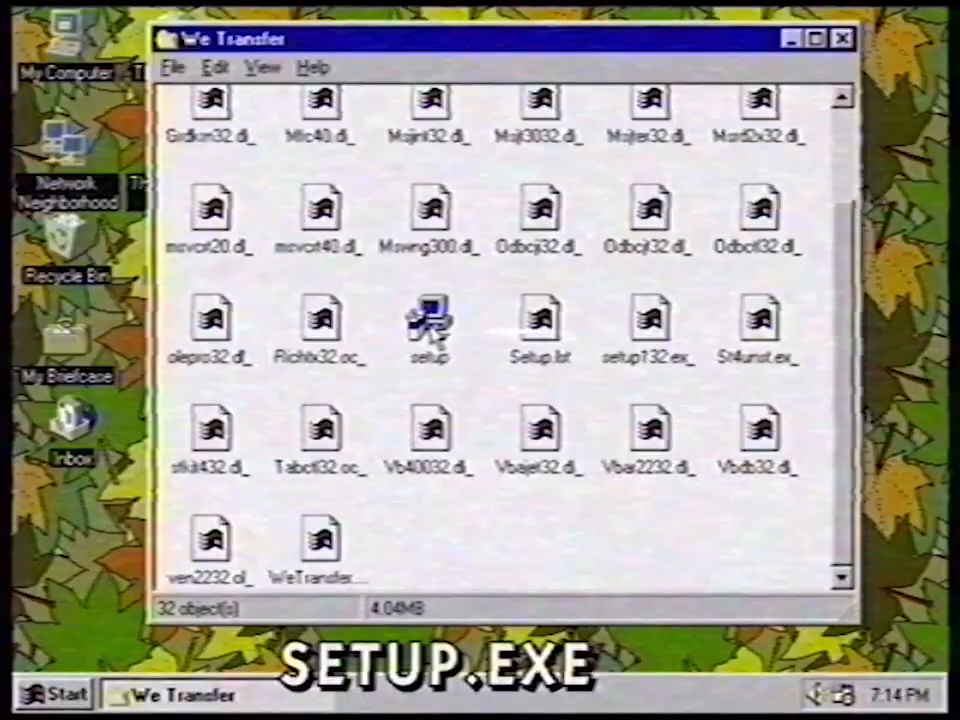 We Transfer
File Edit View Help
My Computer
Mfc40.dl_ Msjint32.dl_ Msjt3032.dl_ Msjter32.dl_ Msrd2x32.dl_
Network
Neighborhood
msvcrt20.dl_ msvcrt40.dl_ Mswng300.dl_ Odbcji32.dl_ Odbcjt32.dl_ Odbctl32.dl_
Recycle Bin
olepro32.dl_ Richtx32.oc_ setup Setup.lst setup132.ex_ St4unst.ex_
My Briefcase
Inbox
stkit432.dl_ Tabctl32.oc_ Vb40032.dl_ Vbajet32.dl_ Vbar2232.dl_ Vbdb32.dl_
ven2232.ol_ WeTransfer...
32 object(s) 4.04MB
SETUP.EXE
Start We Transfer 7:14 PM